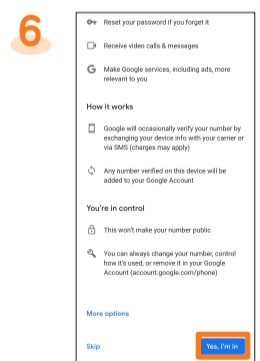 6
Reset your password if you forget it
Receive video calls & messages
Make Google services, including ads, more
relevant to you
How it works
Google will occasionally verify your number by
exchanging your device info with your carrier or
via SMS (charges may apply)
Any number verified on this device will be
added to your Google Account
You're in control
This won't make your number public
You can always change your number, control
how it's used, or remove it in your Google
Account (account.google.com/phone)
More options
Skip
Yes, I'm in